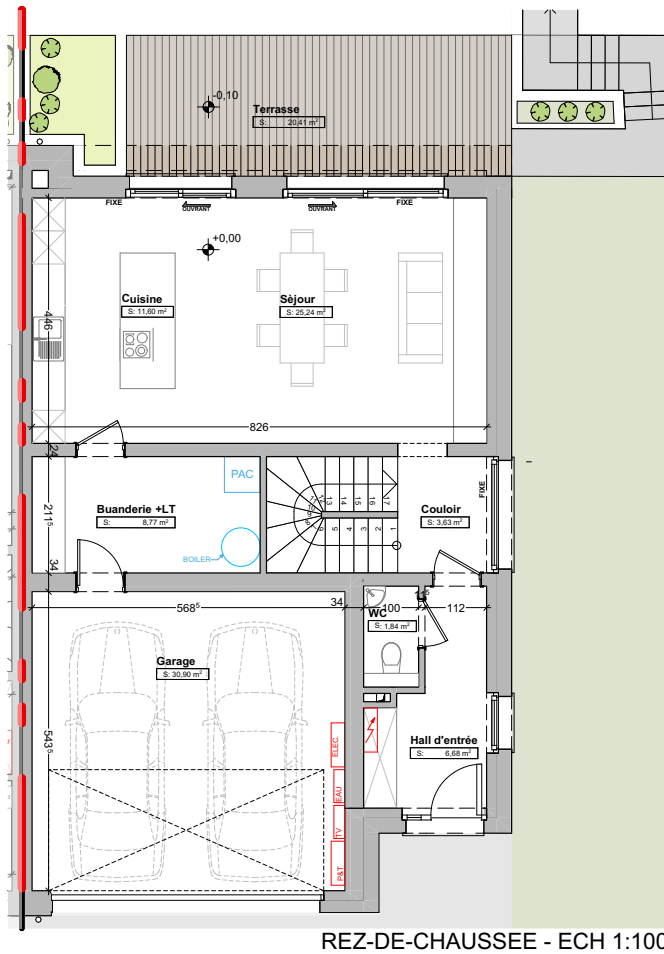 -0,10
Terrasse
S: 20,41 m²
FIXE
OUVRANT
OUVRANT
FIXE
+0,00
Cuisine
S: 11,60 m²
Sèjour
S: 25,24 m²
446
826
24
PAC
Buanderie +LT
S: 8,77 m²
211⁵
BOILER
34
13
14
15
16
17
5
4
3
2
1
Couloir
S: 3,63 m²
FIXE
568⁵
34
100
11⁵
112
WC
S: 1,84 m²
Garage
S: 30,90 m²
543⁵
ELEC.
EAU
TV
P&T
Hall d'entrée
S: 6,68 m²
REZ-DE-CHAUSSEE - ECH 1:100